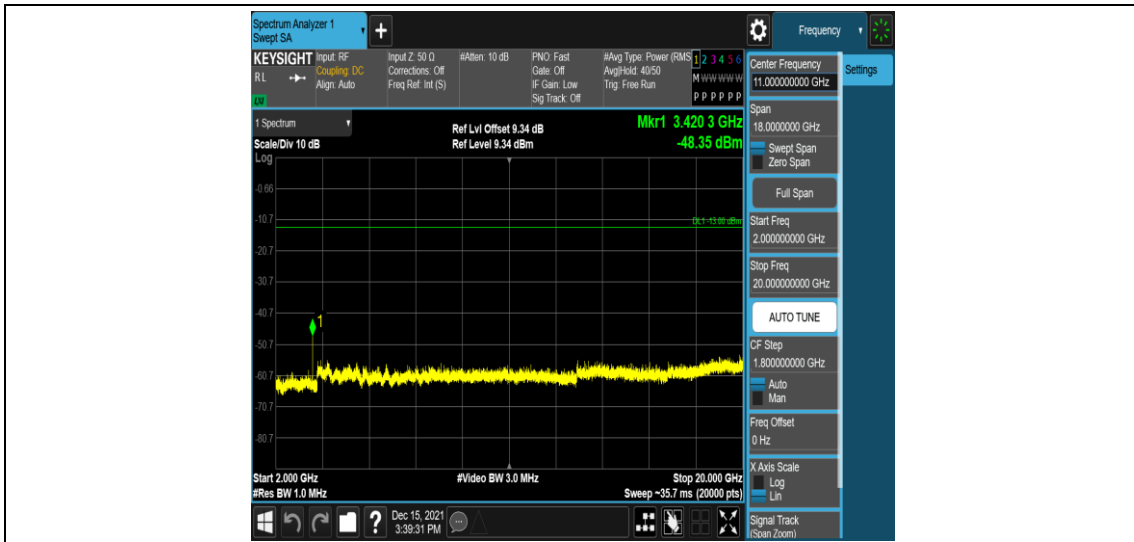 Spectrum Analyzer 1
Swept SA
+
Frequency
KEYSIGHT
RL
LXI
Input: RF
Coupling: DC
Align: Auto
Input Z: 50 Ω
Corrections: Off
Freq Ref: Int (S)
#Atten: 10 dB
PNO: Fast
Gate: Off
IF Gain: Low
Sig Track: Off
#Avg Type: Power (RMS
Avg|Hold: 40/50
Trig: Free Run
1 2 3 4 5 6
M W W W W W
P P P P P P
1 Spectrum
Scale/Div 10 dB
Log
Ref Lvl Offset 9.34 dB
Ref Level 9.34 dBm
Mkr1 3.420 3 GHz
-48.35 dBm
-0.66
-10.7
DL1 -13.00 dBm
-20.7
-30.7
-40.7
1
-50.7
-60.7
-70.7
-80.7
Start 2.000 GHz
#Res BW 1.0 MHz
#Video BW 3.0 MHz
Stop 20.000 GHz
Sweep ~35.7 ms (20000 pts)
Center Frequency
11.000000000 GHz
Settings
Span
18.0000000 GHz
Swept Span
Zero Span
Full Span
Start Freq
2.000000000 GHz
Stop Freq
20.000000000 GHz
AUTO TUNE
CF Step
1.800000000 GHz
Auto
Man
Freq Offset
0 Hz
X Axis Scale
Log
Lin
Signal Track
(Span Zoom)
?
Dec 15, 2021
3:39:31 PM